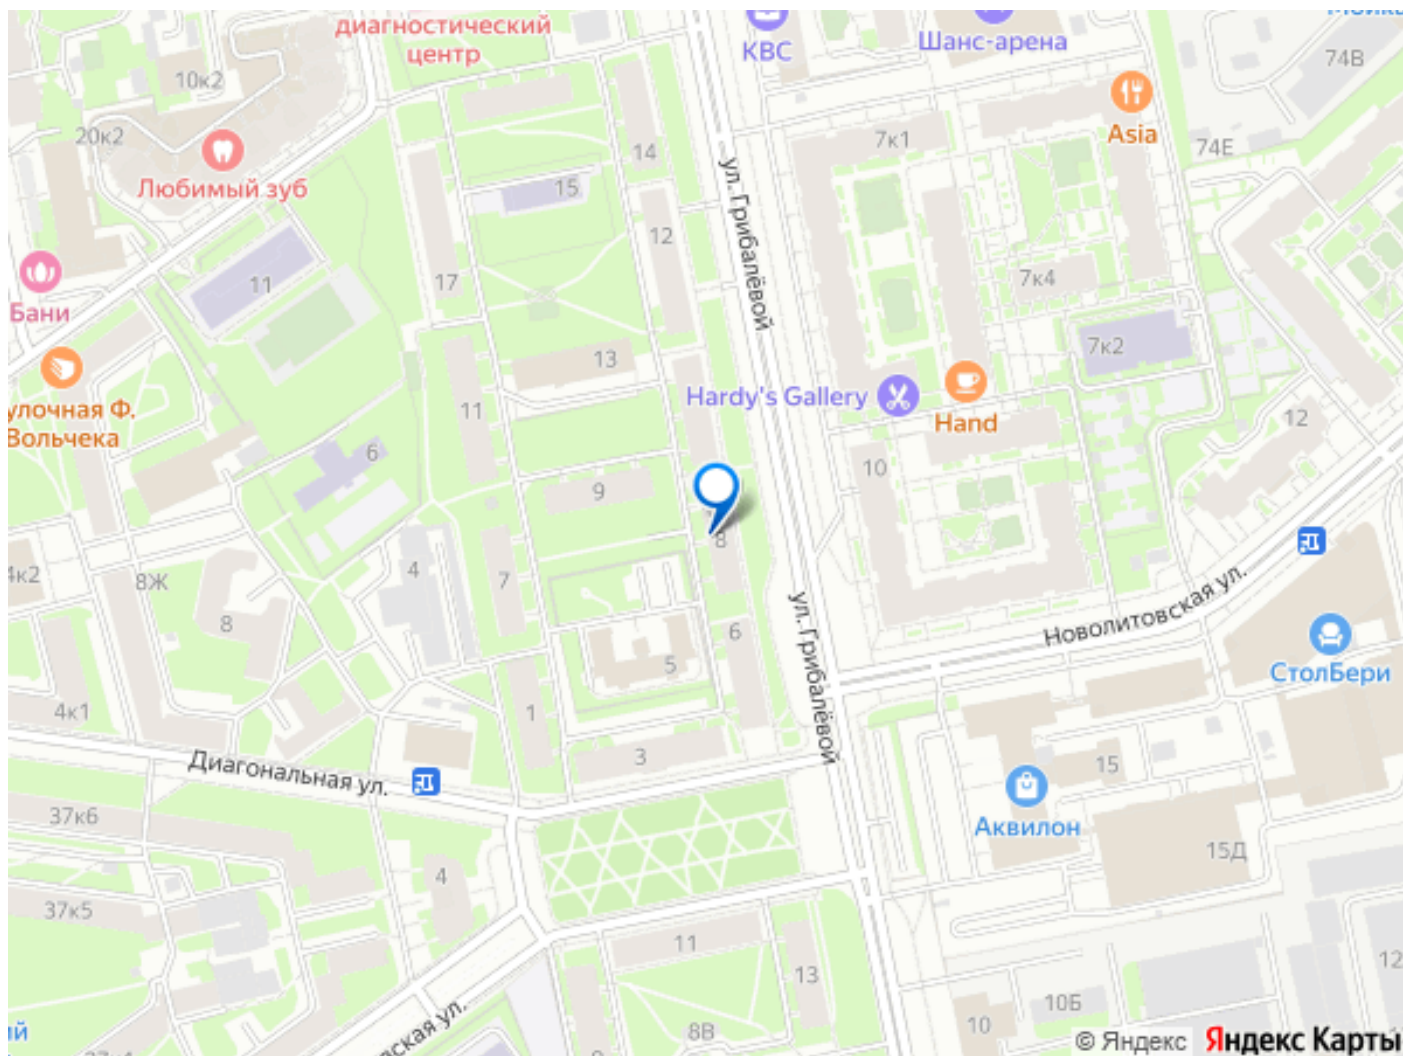 диагностический
центр
КВС
Шанс-арена
74В
10к2
Asia
20к2
7к1
74Е
14
Любимый зуб
15
ул. Грибалёвой
12
11
17
7к4
Бани
7к2
13
Hardy's Gallery
Hand
11
12
Вольчека
6
10
9
8
4к2
8Ж
4
7
Новолитовская ул.
8
6
СтолБери
5
ул. Грибалёвой
4к1
1
3
15
Диагональная ул.
37к6
Аквилон
15Д
4
37к5
11
13
12
10Б
10
8В
© Яндекс
Яндекс Карты